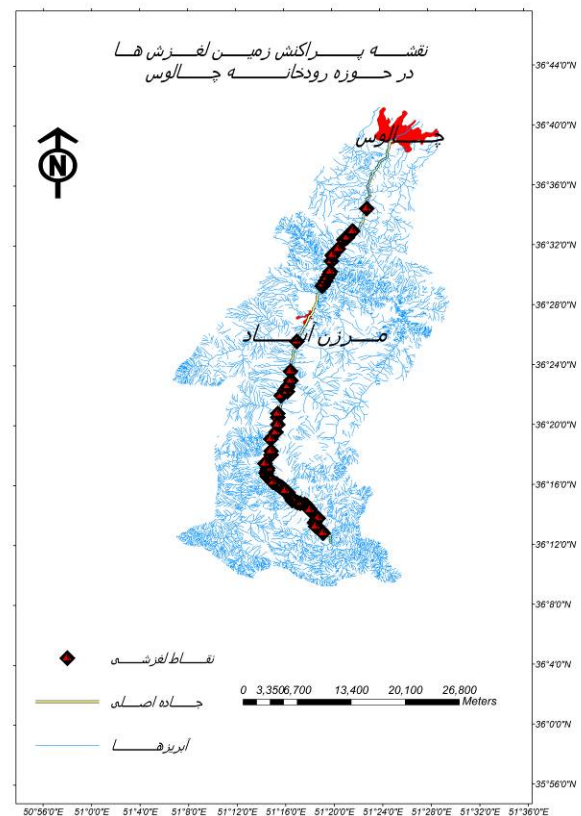 نقشه پراکنش زمین لغزش ها
در حوزه رودخانه چالوس
36°44'0"N
36°40'0"N
چالوس
N
36°36'0"N
36°32'0"N
36°28'0"N
مرزن آباد
36°24'0"N
36°20'0"N
36°16'0"N
36°12'0"N
36°8'0"N
نقاط لغزشی
36°4'0"N
0 3,350 6,700 13,400 20,100 26,800
Meters
جاده اصلی
36°0'0"N
آبریزها
35°56'0"N
50°56'0"E 51°0'0"E 51°4'0"E 51°8'0"E 51°12'0"E 51°16'0"E 51°20'0"E 51°24'0"E 51°28'0"E 51°32'0"E 51°36'0"E